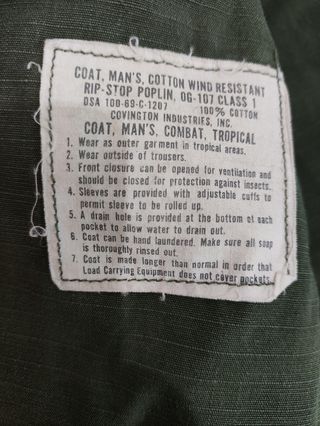 COAT, MAN'S, COTTON WIND RESISTANT
RIP-STOP POPLIN, OG-107 CLASS 1
DSA 100-69-C-1207 100% COTTON
COVINGTON INDUSTRIES, INC.
COAT, MAN'S, COMBAT, TROPICAL
1. Wear as outer garment in tropical areas.
2. Wear outside of trousers.
3. Front closure can be opened for ventilation and
should be closed for protection against insects.
4. Sleeves are provided with adjustable cuffs to
permit sleeve to be rolled up.
5. A drain hole is provided at the bottom of each
pocket to allow water to drain out.
6. Coat can be hand laundered. Make sure all soap
is thoroughly rinsed out.
7. Coat is made longer than normal in order that
Load Carrying Equipment does not cover pockets.